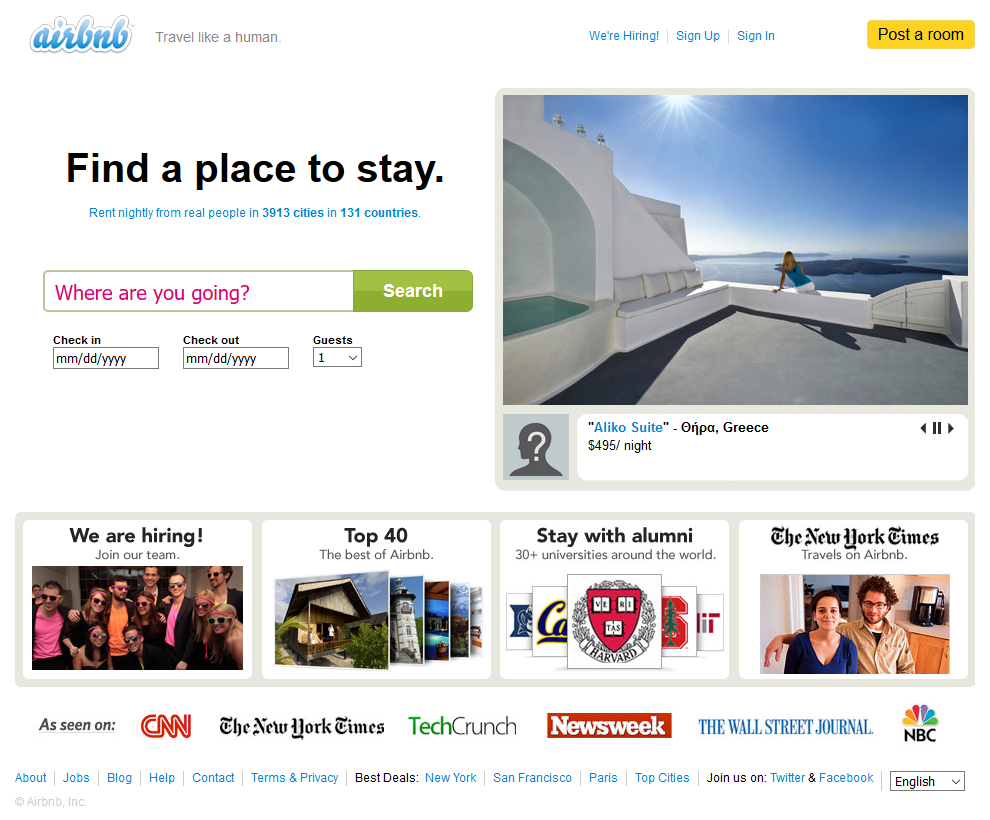 airbnb
Travel like a human.
We're Hiring! Sign Up Sign In
Post a room
Find a place to stay.
Rent nightly from real people in 3913 cities in 131 countries.
Where are you going?
Search
Check in Check out Guests
mm/dd/yyyy mm/dd/yyyy 1
"Aliko Suite" - Θήρα, Greece
$495/ night
We are hiring!
Join our team.
Top 40
The best of Airbnb.
Stay with alumni
30+ universities around the world.
Cal
VE RI
TAS
HARVARD
The New York Times
Travels on Airbnb.
As seen on: CNN The New York Times TechCrunch Newsweek THE WALL STREET JOURNAL. NBC
About Jobs Blog Help Contact Terms & Privacy Best Deals: New York San Francisco Paris Top Cities Join us on: Twitter & Facebook English
© Airbnb, Inc.